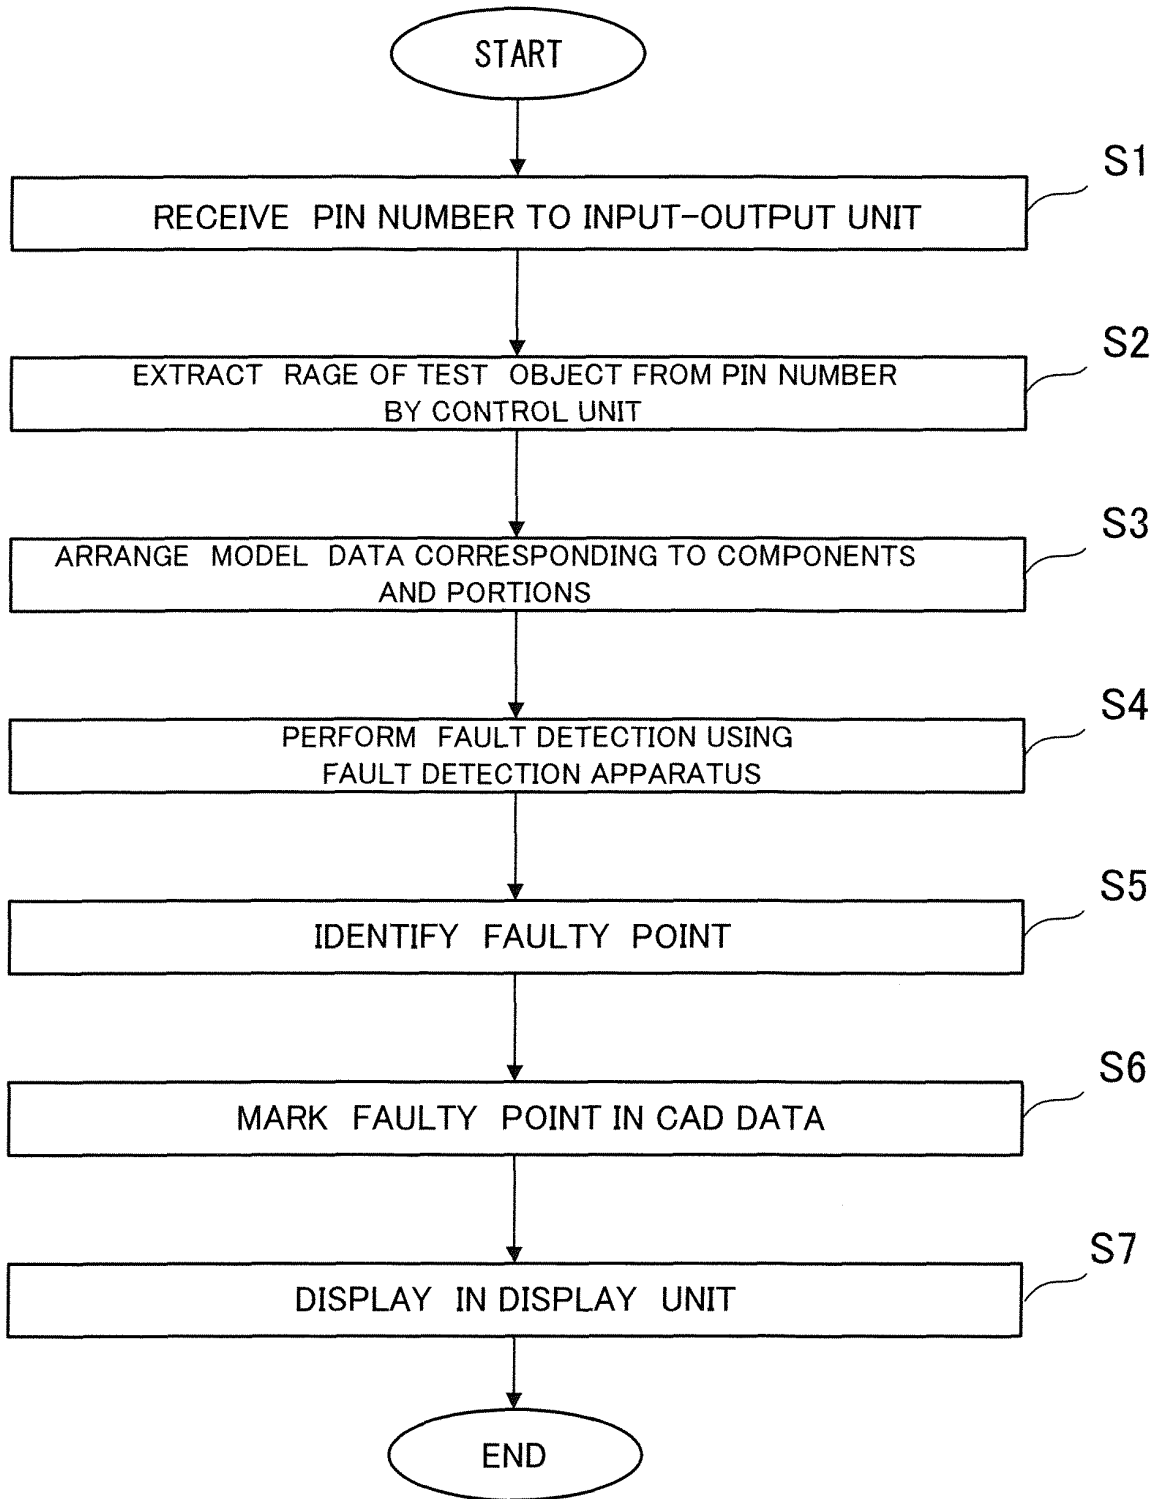 START
S1
RECEIVE PIN NUMBER TO INPUT-OUTPUT UNIT
S2
EXTRACT RAGE OF TEST OBJECT FROM PIN NUMBER
BY CONTROL UNIT
S3
ARRANGE MODEL DATA CORRESPONDING TO COMPONENTS
AND PORTIONS
S4
PERFORM FAULT DETECTION USING
FAULT DETECTION APPARATUS
S5
IDENTIFY FAULTY POINT
S6
MARK FAULTY POINT IN CAD DATA
S7
DISPLAY IN DISPLAY UNIT
END